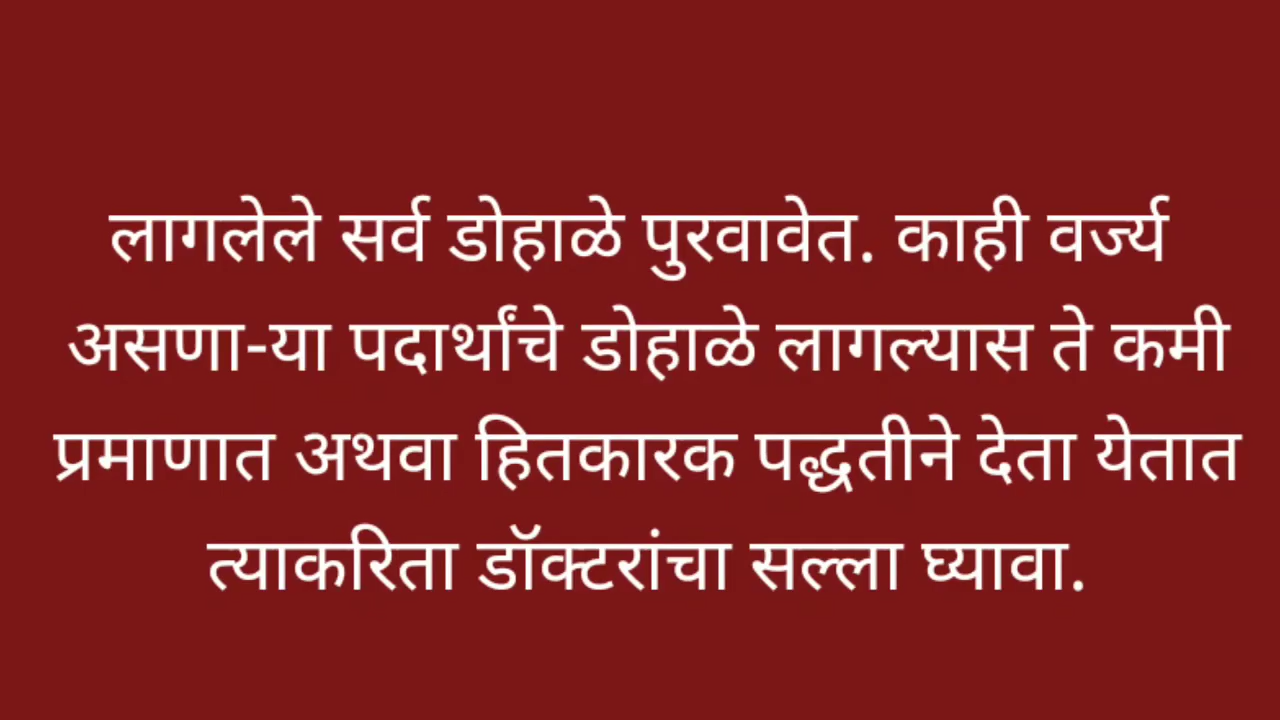 लागलेले सर्व डोहाळे पुरवावेत. काही वर्ज्य
असणा-या पदार्थांचे डोहाळे लागल्यास ते कमी
प्रमाणात अथवा हितकारक पद्धतीने देता येतात
त्याकरिता डॉक्टरांचा सल्ला घ्यावा.